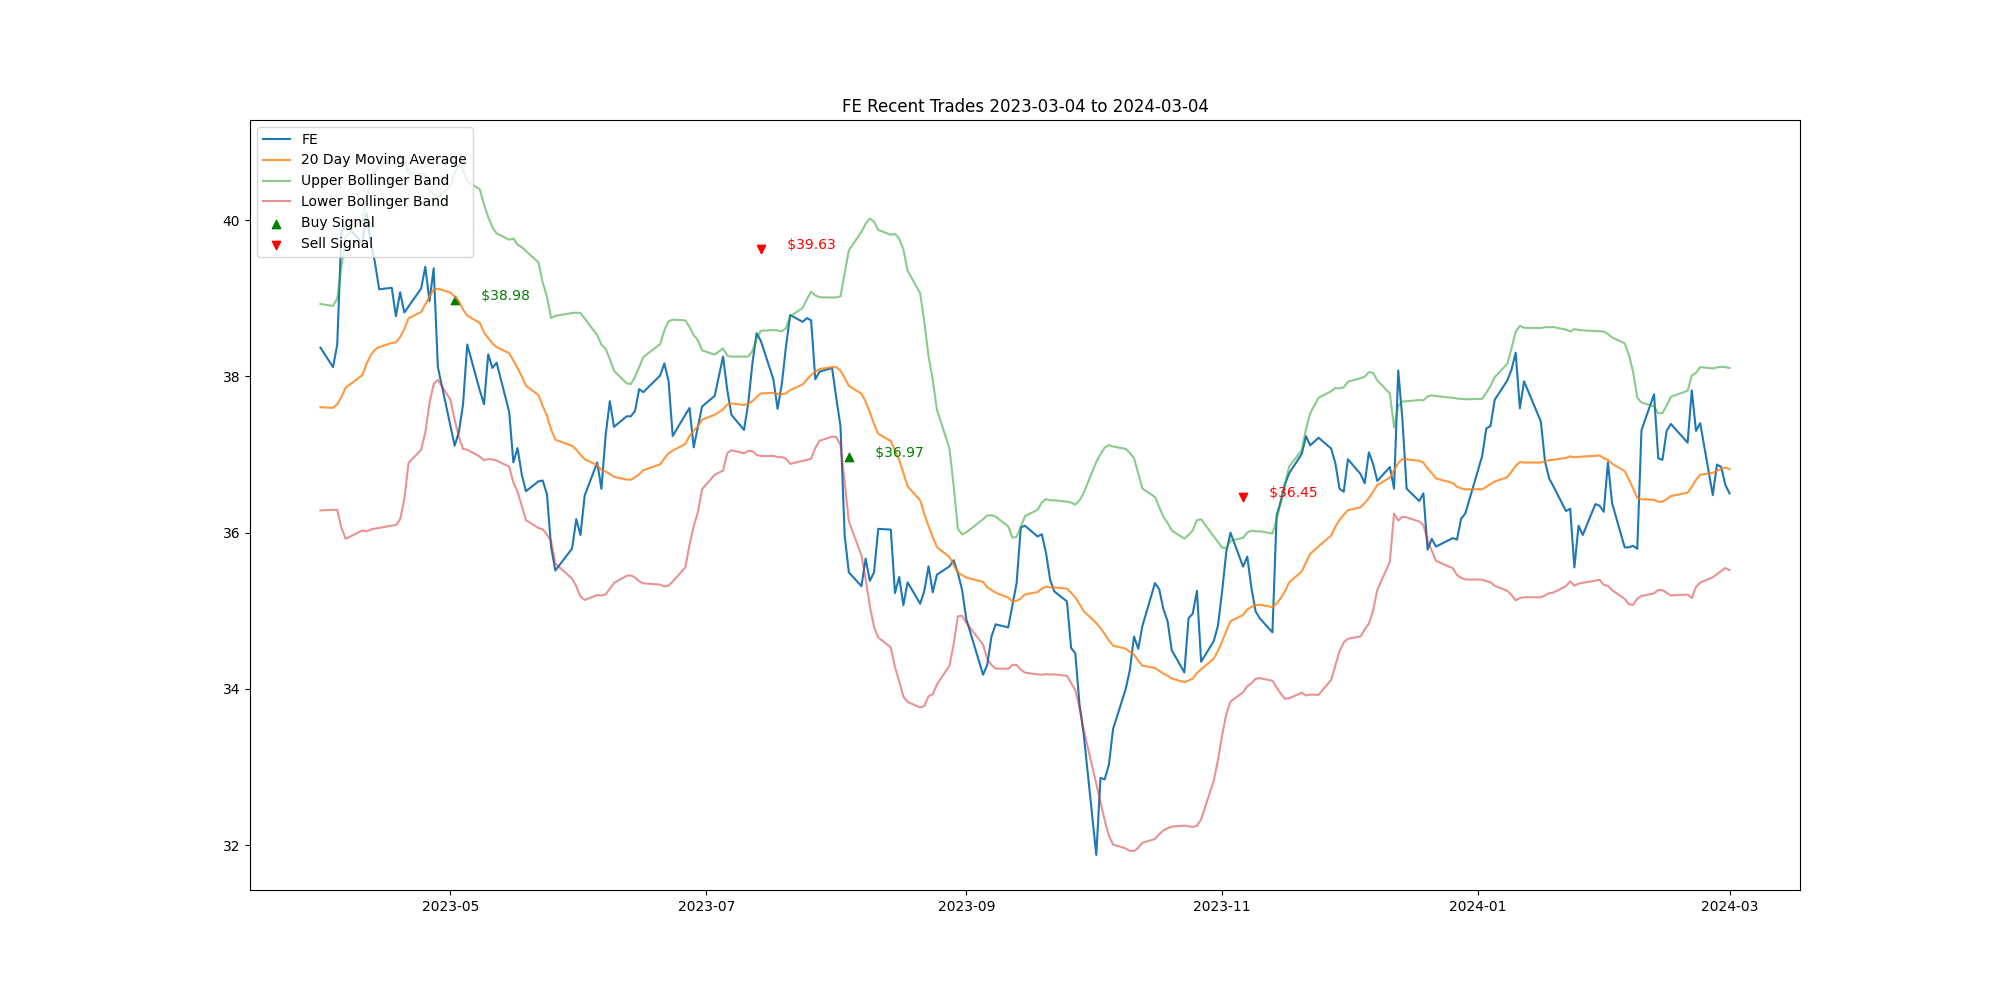 FE Recent Trades 2023-03-04 to 2024-03-04
FE
20 Day Moving Average
Upper Bollinger Band
Lower Bollinger Band
Buy Signal
Sell Signal
40
38
36
34
32
$38.98
$39.63
$36.97
$36.45
2023-05
2023-07
2023-09
2023-11
2024-01
2024-03